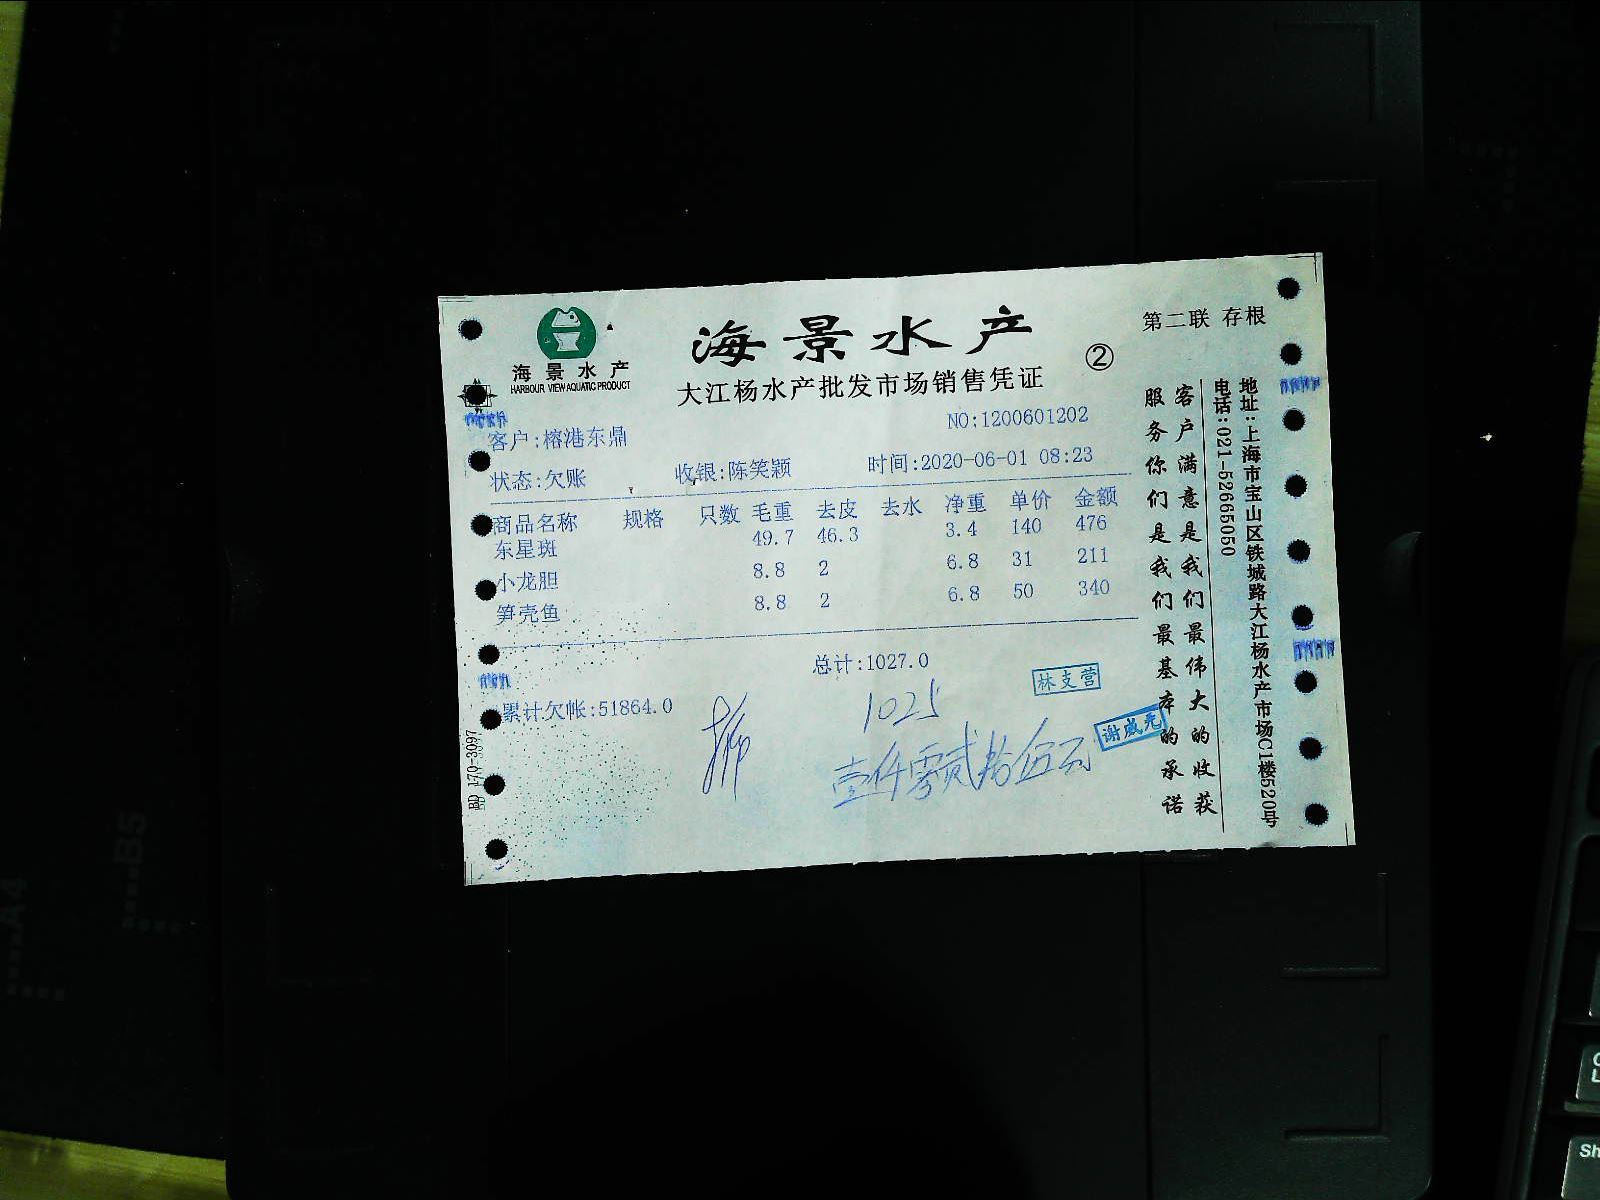 海景水产
HARBOUR VIEW AQUATIC PRODUCT
海景水产
②
第二联 存根
大江杨水产批发市场销售凭证
NO:1200601202
客户:榕港东鼎
状态:欠账 收银:陈笑颖 时间:2020-06-01 08:23
商品名称 规格 只数 毛重 去皮 去水 净重 单价 金额
东星斑 49.7 46.3 3.4 140 476
小龙胆 8.8 2 6.8 31 211
笋壳鱼 8.8 2 6.8 50 340
总计:1027.0
林支营
累计欠帐:51864.0
1025
壹仟零贰拾伍元
谢咸光
客户满意是我们最伟大的收获
服务你们是我们最基本的承诺
地址:上海市宝山区铁城路大江杨水产市场C1楼520号
电话:021-52665050
BD 170-3097
B5
A4
Sh